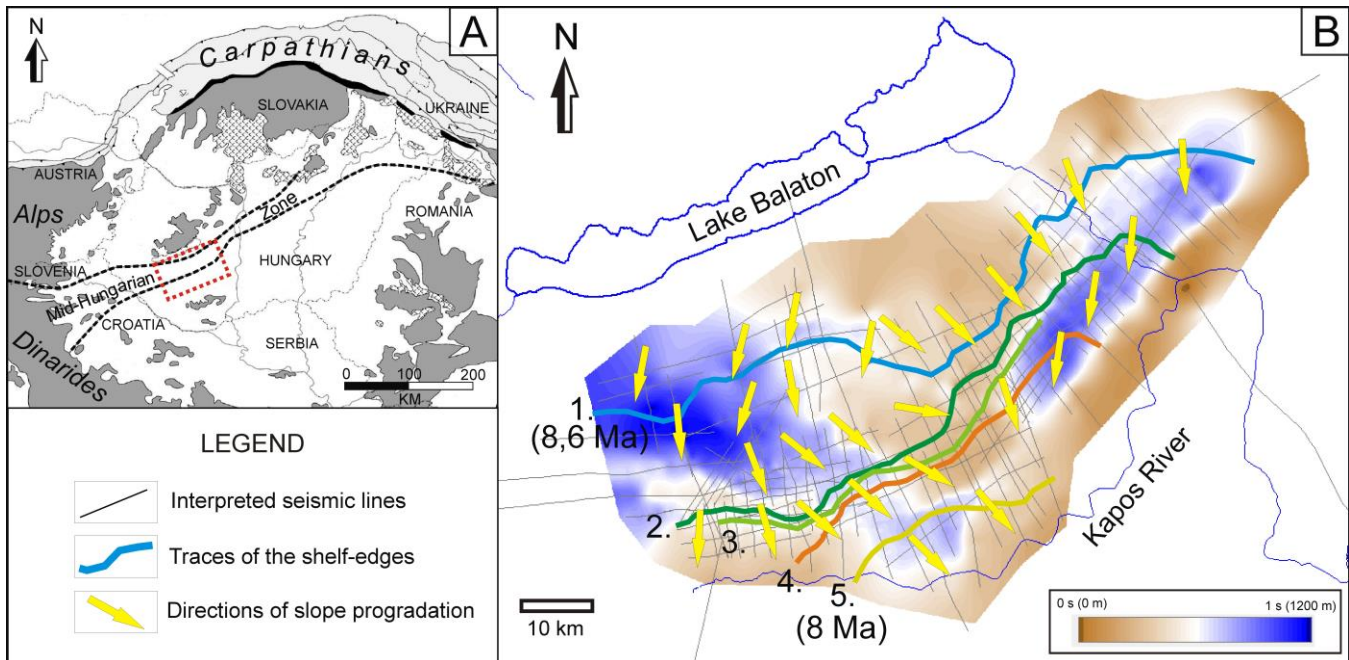 N
A
Carpathians
SLOVAKIA
UKRAINE
AUSTRIA
Alps
Zone
ROMANIA
SLOVENIA
HUNGARY
Mid-Hungarian
CROATIA
SERBIA
Dinarides
0 100 200
KM
LEGEND
Interpreted seismic lines
Traces of the shelf-edges
Directions of slope progradation
B
N
Lake Balaton
1.
(8,6 Ma)
2.
3.
4.
5.
(8 Ma)
Kapos River
10 km
0 s (0 m) 1 s (1200 m)